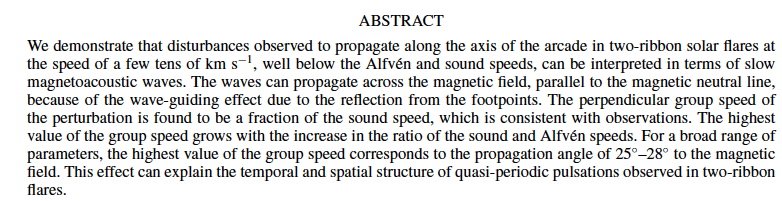 ABSTRACT
We demonstrate that disturbances observed to propagate along the axis of the arcade in two-ribbon solar flares at
the speed of a few tens of km s⁻¹, well below the Alfvén and sound speeds, can be interpreted in terms of slow
magnetoacoustic waves. The waves can propagate across the magnetic field, parallel to the magnetic neutral line,
because of the wave-guiding effect due to the reflection from the footpoints. The perpendicular group speed of
the perturbation is found to be a fraction of the sound speed, which is consistent with observations. The highest
value of the group speed grows with the increase in the ratio of the sound and Alfvén speeds. For a broad range of
parameters, the highest value of the group speed corresponds to the propagation angle of 25°–28° to the magnetic
field. This effect can explain the temporal and spatial structure of quasi-periodic pulsations observed in two-ribbon
flares.